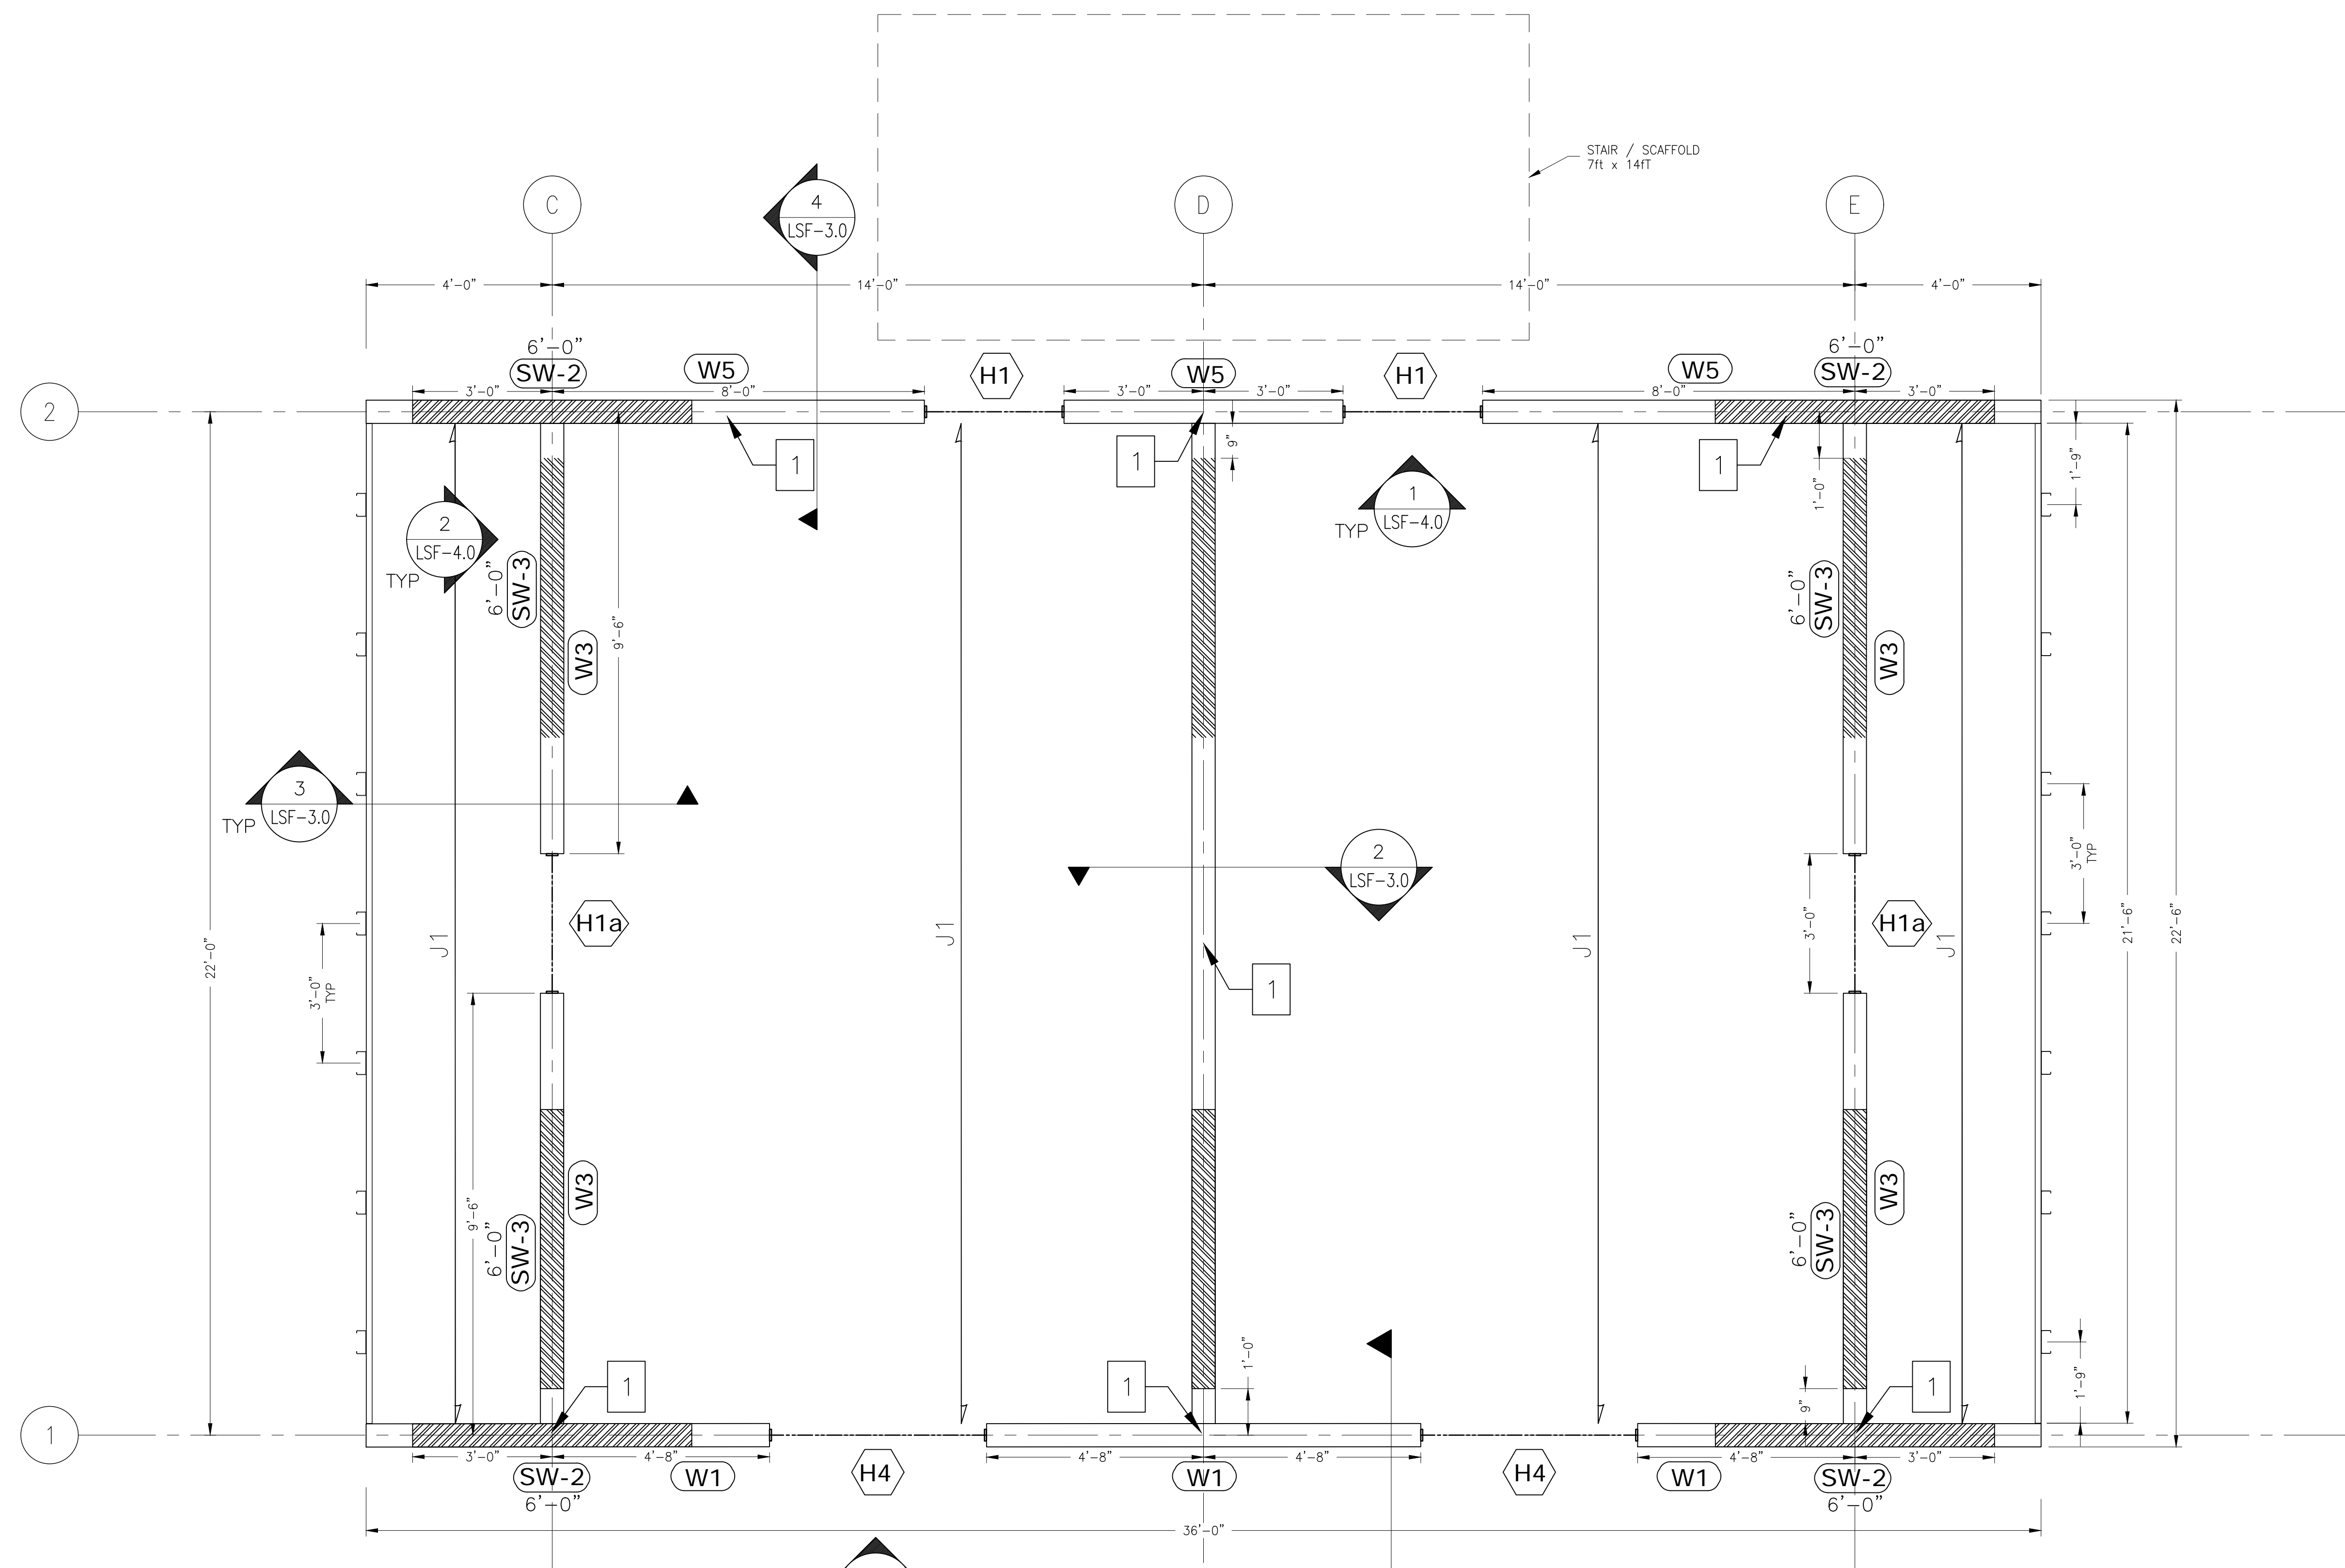 STAIR / SCAFFOLD
7ft x 14fT
C
D
E
4
LSF-3.0
4'-0"
14'-0"
14'-0"
4'-0"
6'-0"
SW-2
W5
H1
W5
H1
W5
6'-0"
SW-2
3'-0"
8'-0"
3'-0"
3'-0"
8'-0"
3'-0"
2
1
1
1
9"
1'-0"
1'-9"
2
LSF-4.0
TYP
1
LSF-4.0
TYP
6'-0"
SW-3
W3
9'-6"
6'-0"
SW-3
W3
3
LSF-3.0
TYP
2
LSF-3.0
3'-0"
TYP
22'-0"
J1
H1a
J1
J1
3'-0"
H1a
J1
21'-6"
22'-6"
3'-0"
TYP
1
9'-6"
6'-0"
SW-3
W3
6'-0"
SW-3
W3
1
1
1'-0"
1
9"
1'-9"
1
3'-0"
4'-8"
4'-8"
4'-8"
4'-8"
3'-0"
SW-2
6'-0"
W1
H4
W1
H4
W1
SW-2
6'-0"
36'-0"